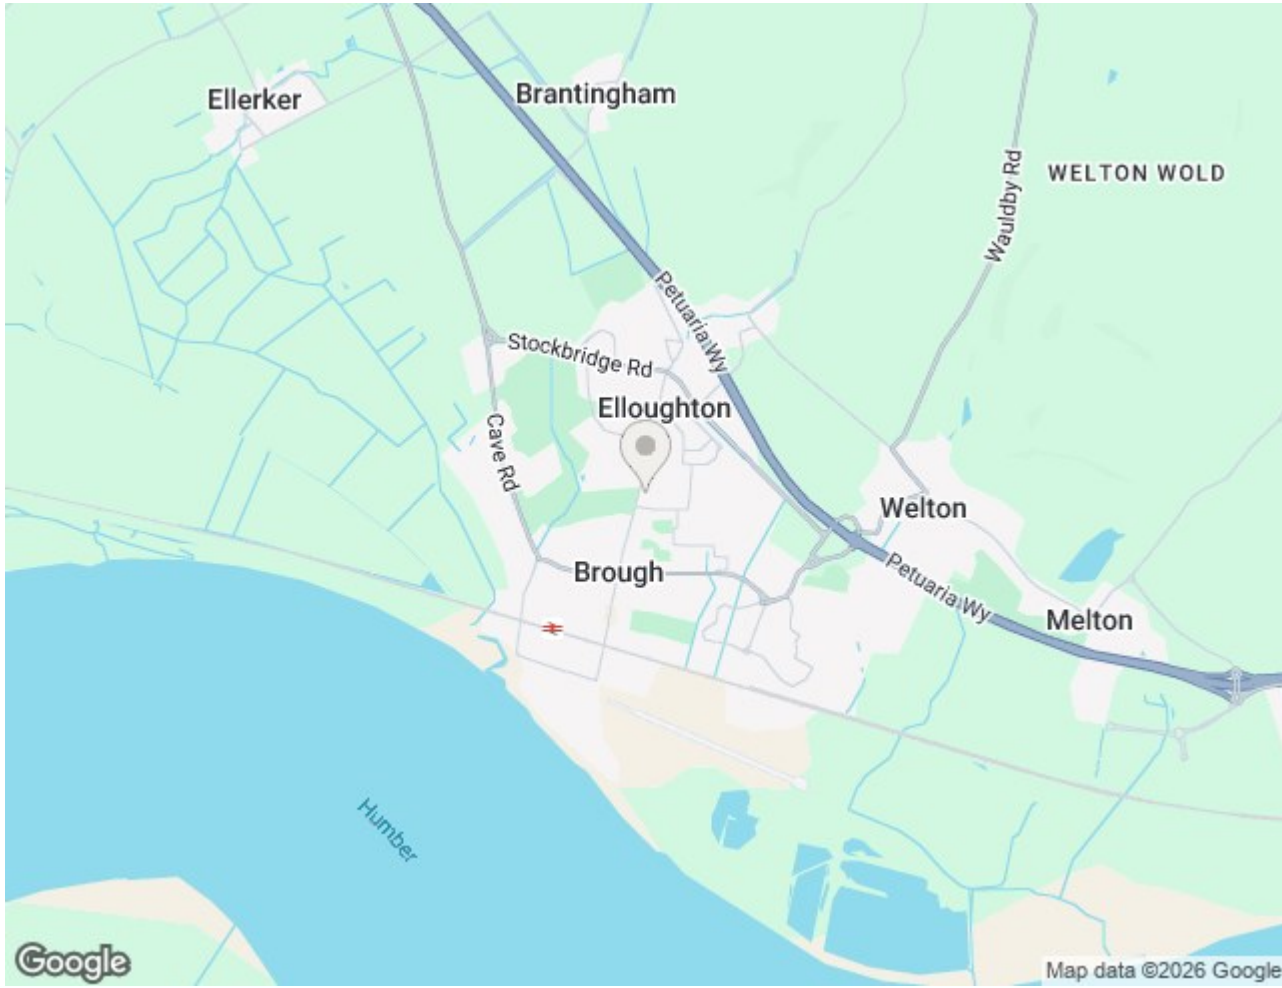 Ellerker
Brantingham
WELTON WOLD
Wauldby Rd
Petuaria Wy
Stockbridge Rd
Elloughton
Cave Rd
Welton
Brough
Petuaria Wy
Melton
Humber
Google
Map data ©2026 Google